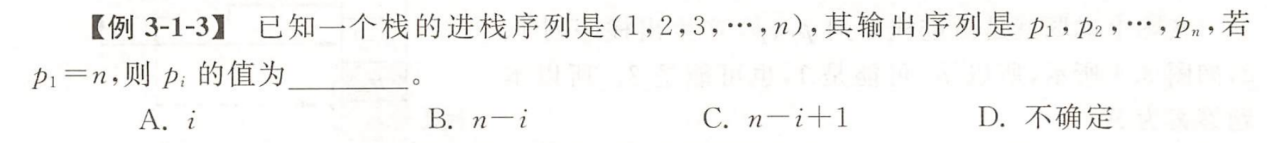 【例 3-1-3】 已知一个栈的进栈序列是(1,2,3,…,n),其输出序列是 p₁,p₂,…,pₙ,若
p₁=n,则 pᵢ 的值为________。
A. i B. n-i C. n-i+1 D. 不确定